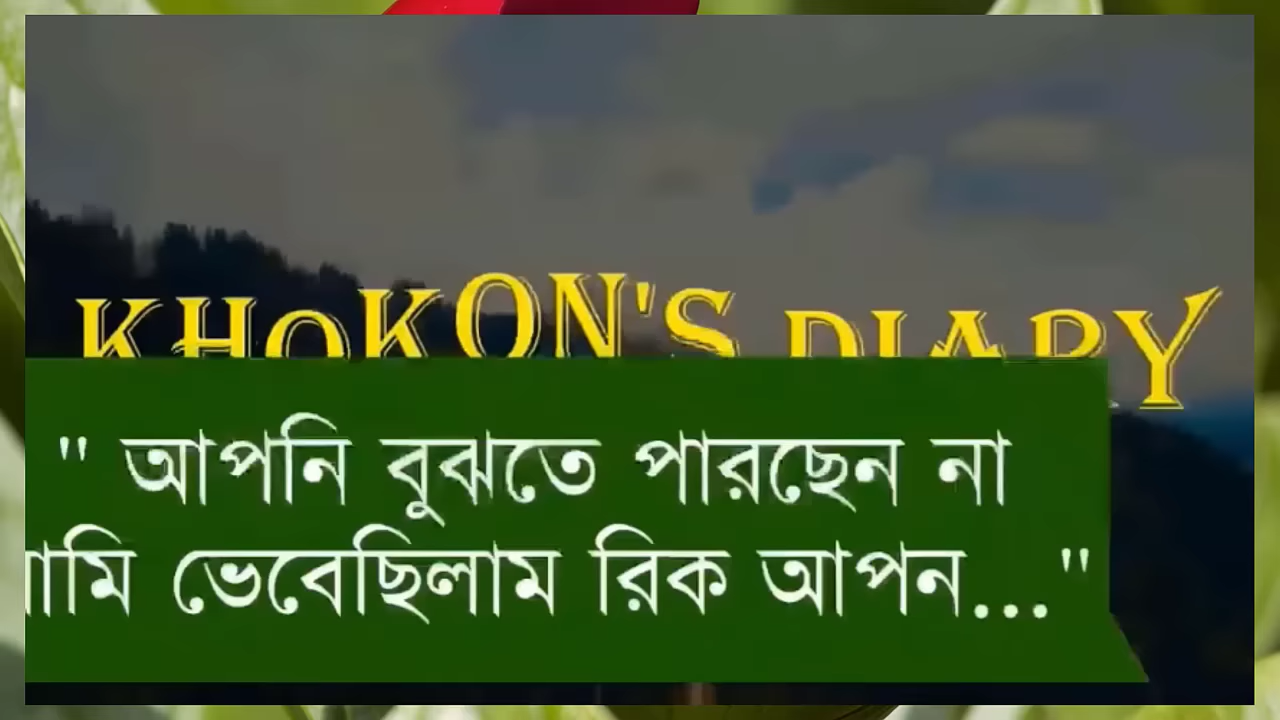 KHOKON'S DIARY
" আপনি বুঝতে পারছেন না
ভেবেছিলাম রিক আপন..."